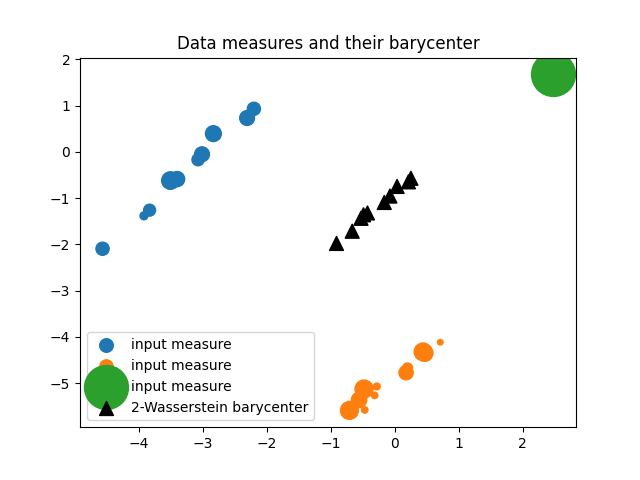 Data measures and their barycenter
2
1
0
−1
−2
−3
−4
−5
input measure
input measure
input measure
2-Wasserstein barycenter
−4 −3 −2 −1 0 1 2